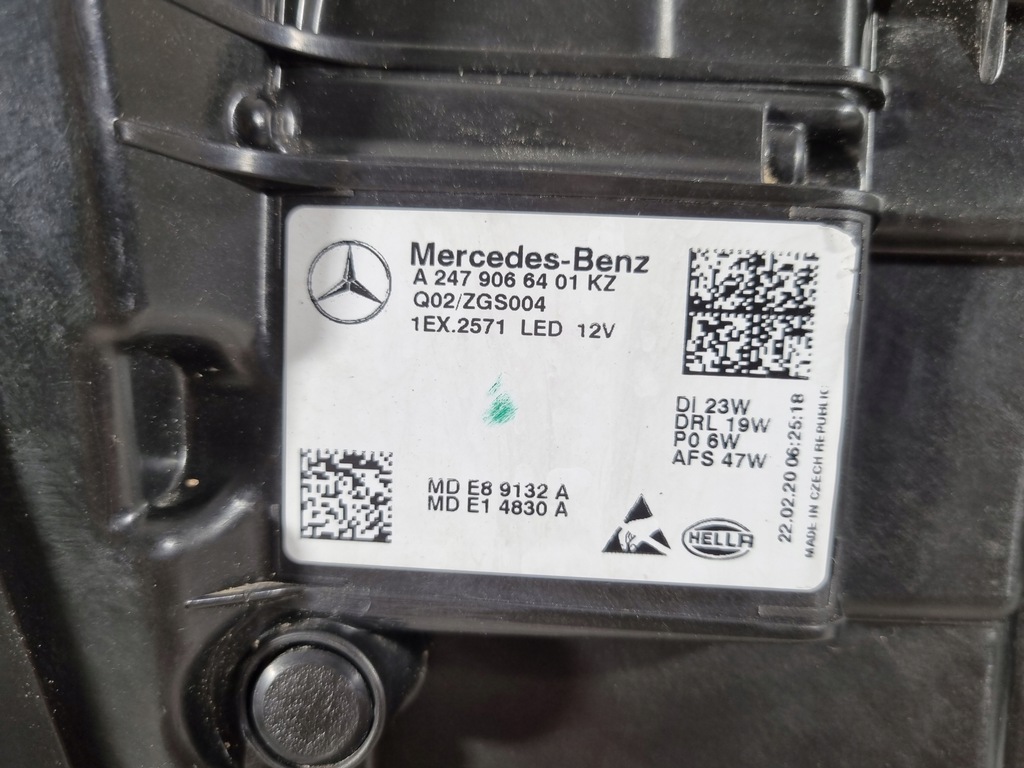 Mercedes-Benz
A 247 906 64 01 KZ
Q02/ZGS004
1EX.2571 LED 12V
DI 23W
DRL 19W
PO 6W
AFS 47W
MD E8 9132 A
MD E1 4830 A
HELLA
22.02.20 06:25:18
MADE IN CZECH REPUBLIC